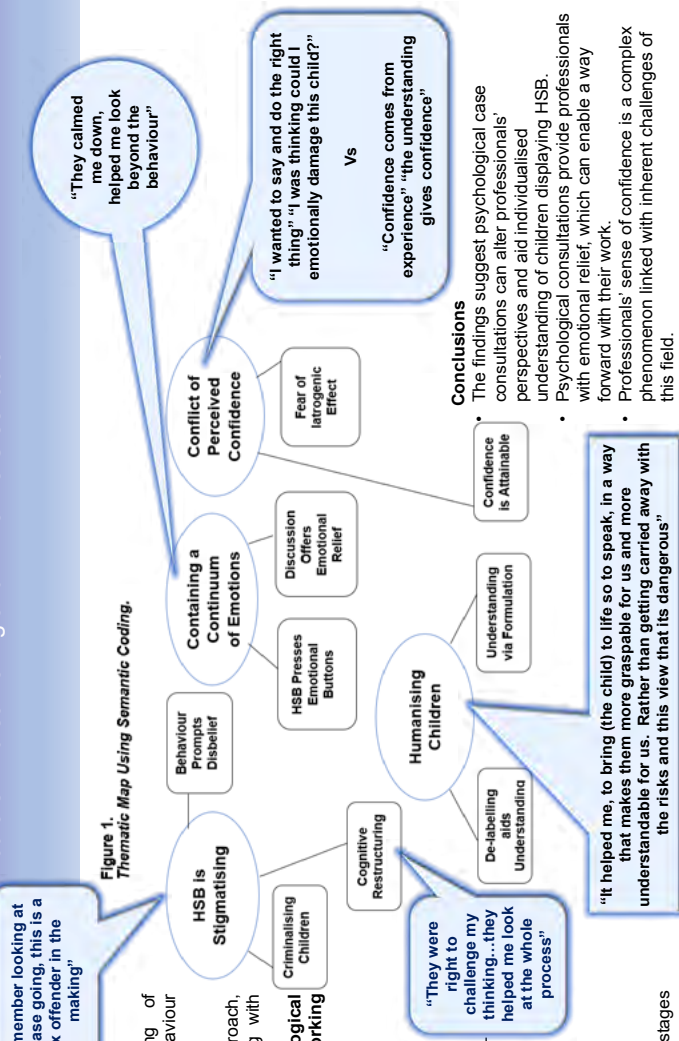 member looking at
ase going, this is a
x offender in the
making”
ng of
aviour
roach,
g with
ogical
orking
stages
Figure 1.
Thematic Map Using Semantic Coding.
HSB is
Stigmatising
Behaviour
Prompts
Disbelief
Criminalising
Children
Cognitive
Restructuring
“They were
right to
challenge my
thinking...they
helped me look
at the whole
process”
Containing a
Continuum
of Emotions
HSB Presses
Emotional
Buttons
Discussion
Offers
Emotional
Relief
“They calmed
me down,
helped me look
beyond the
behaviour”
Humanising
Children
De-labelling
aids
Understanding
Understanding
via Formulation
“It helped me, to bring (the child) to life so to speak, in a way
that makes them more graspable for us and more
understandable for us. Rather than getting carried away with
the risks and this view that its dangerous”
Conflict of
Perceived
Confidence
Fear of
Iatrogenic
Effect
Confidence
is Attainable
“I wanted to say and do the right
thing” “I was thinking could I
emotionally damage this child?”
Vs
“Confidence comes from
experience” “the understanding
gives confidence”
Conclusions
• The findings suggest psychological case
consultations can alter professionals’
perspectives and aid individualised
understanding of children displaying HSB.
• Psychological consultations provide professionals
with emotional relief, which can enable a way
forward with their work.
• Professionals’ sense of confidence is a complex
phenomenon linked with inherent challenges of
this field.